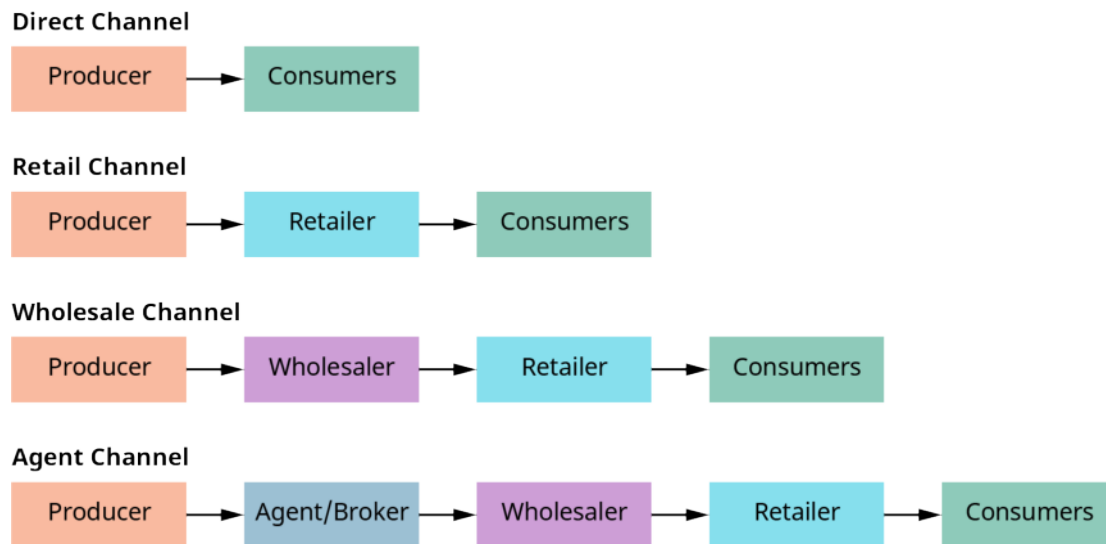 Direct Channel
Producer Consumers
Retail Channel
Producer Retailer Consumers
Wholesale Channel
Producer Wholesaler Retailer Consumers
Agent Channel
Producer Agent/Broker Wholesaler Retailer Consumers